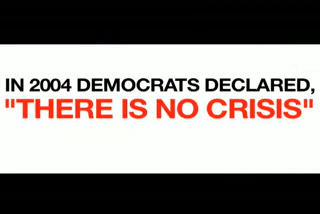 IN 2004 DEMOCRATS DECLARED,
"THERE IS NO CRISIS"